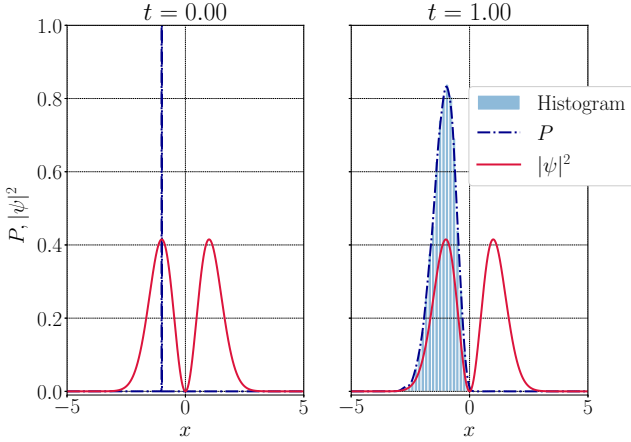 t = 0.00
t = 1.00
P, |ψ|²
1.0
0.8
0.6
0.4
0.2
0.0
−5
0
5
x
−5
0
5
x
Histogram
P
|ψ|²